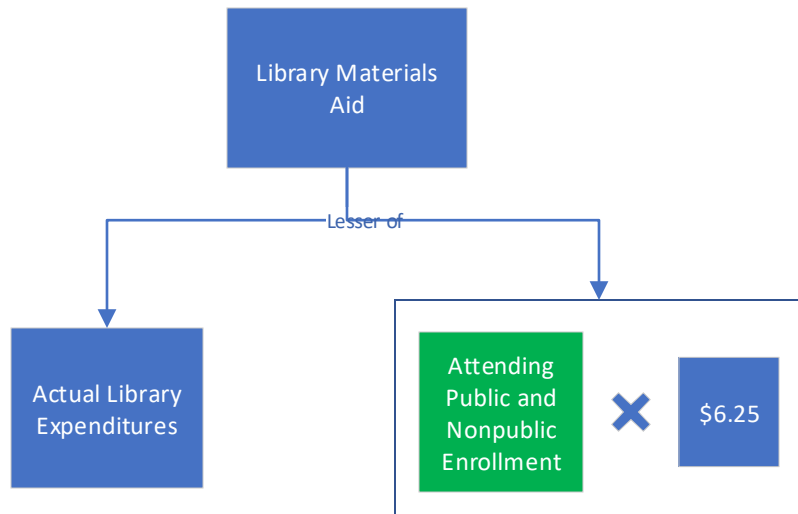 Library Materials
Aid
Lesser of
Actual Library
Expenditures
Attending
Public and
Nonpublic
Enrollment
$6.25